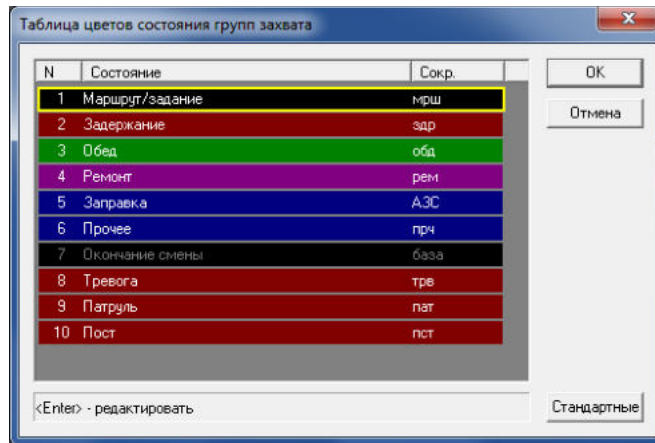 Таблица цветов состояния групп захвата
N Состояние Сокр.
1 Маршрут/задание мрш
2 Задержание здр
3 Обед обд
4 Ремонт рем
5 Заправка АЗС
6 Прочее прч
7 Окончание смены база
8 Тревога трв
9 Патруль пат
10 Пост пст
OK
Отмена
<Enter> - редактировать
Стандартные